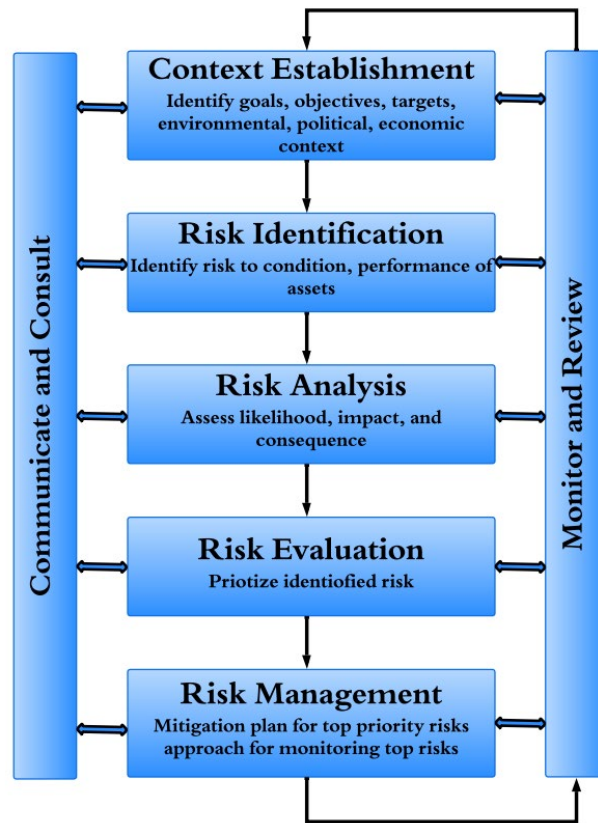 Context Establishment
Identify goals, objectives, targets,
environmental, political, economic
context
Risk Identification
Identify risk to condition, performance of
assets
Risk Analysis
Assess likelihood, impact, and
consequence
Risk Evaluation
Priotize identiofied risk
Risk Management
Mitigation plan for top priority risks
approach for monitoring top risks
Communicate and Consult
Monitor and Review